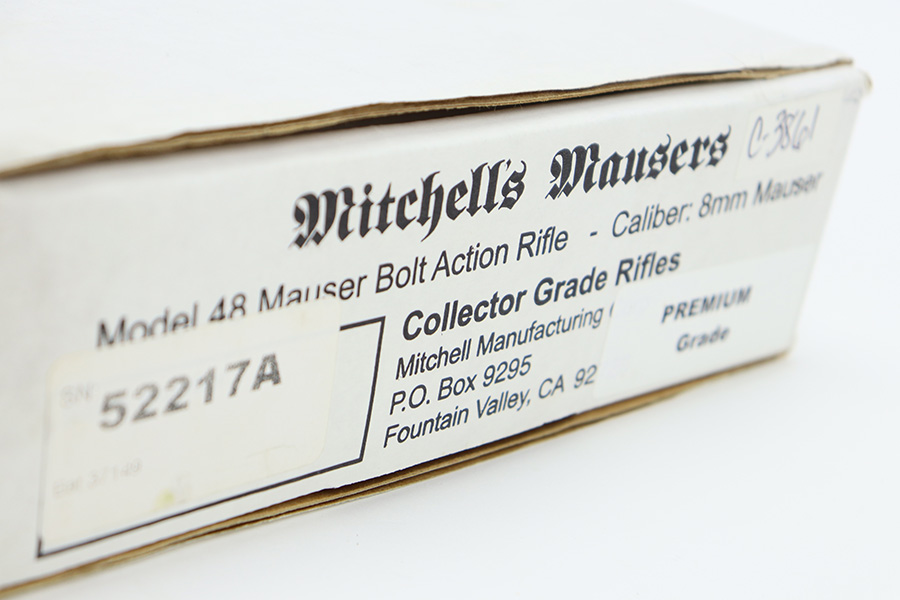 C-3861
Mitchell's Mausers
Model 48 Mauser Bolt Action Rifle - Caliber: 8mm Mauser
Collector Grade Rifles
Mitchell Manufacturing
P.O. Box 9295
Fountain Valley, CA 92
PREMIUM
Grade
SN:
52217A